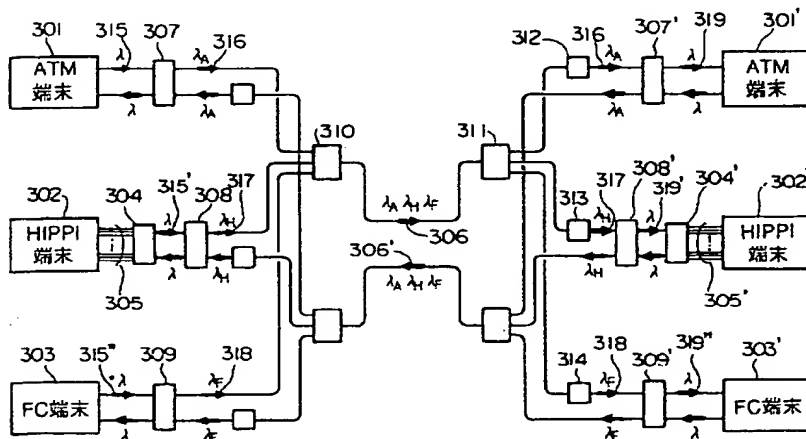 301 315 307 316
ATM
端末
λ λA
λ λA
312 316 307' 319 301'
λA λ
ATM
端末
λA λ
310 311
302 304 315' 308 317
HIPPI
端末
λ λH
λ λH
305
λA λH λF
306
306'
λA λH λF
313 317 308' 319' 304' 302'
λH λ
HIPPI
端末
λH λ
305'
303 315" 309 318
λ λF
FC端末
λ λF
314 318 309' 319" 303'
λF λ
FC端末
λF λ